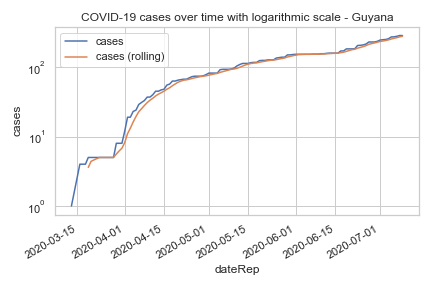 COVID-19 cases over time with logarithmic scale - Guyana
cases
cases (rolling)
10²
10¹
10⁰
cases
2020-03-15
2020-04-01
2020-04-15
2020-05-01
2020-05-15
2020-06-01
2020-06-15
2020-07-01
dateRep